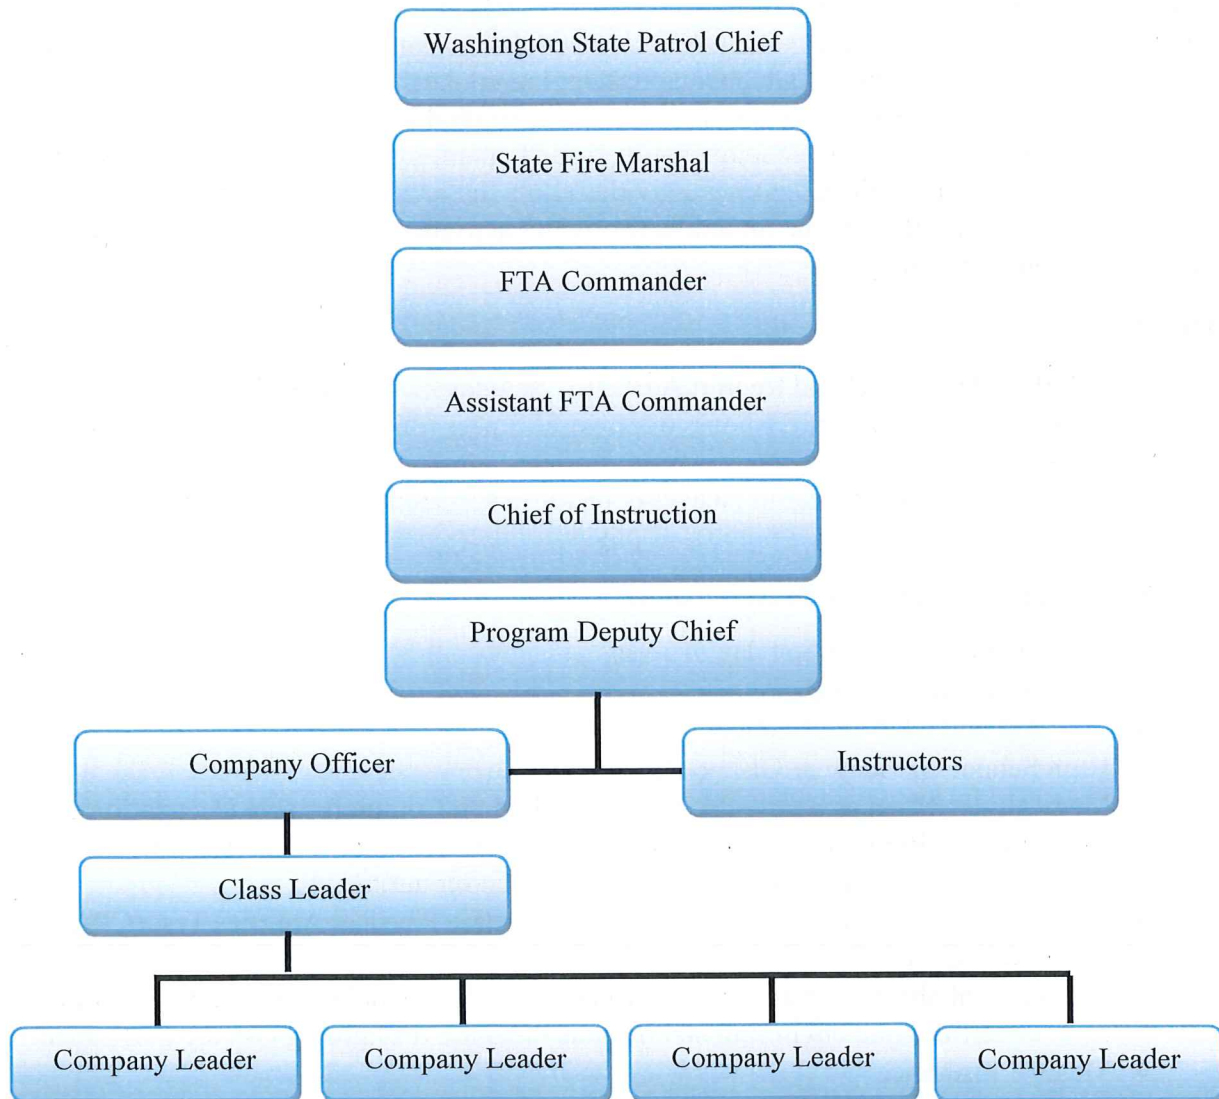 Washington State Patrol Chief
State Fire Marshal
FTA Commander
Assistant FTA Commander
Chief of Instruction
Program Deputy Chief
Company Officer
Instructors
Class Leader
Company Leader
Company Leader
Company Leader
Company Leader